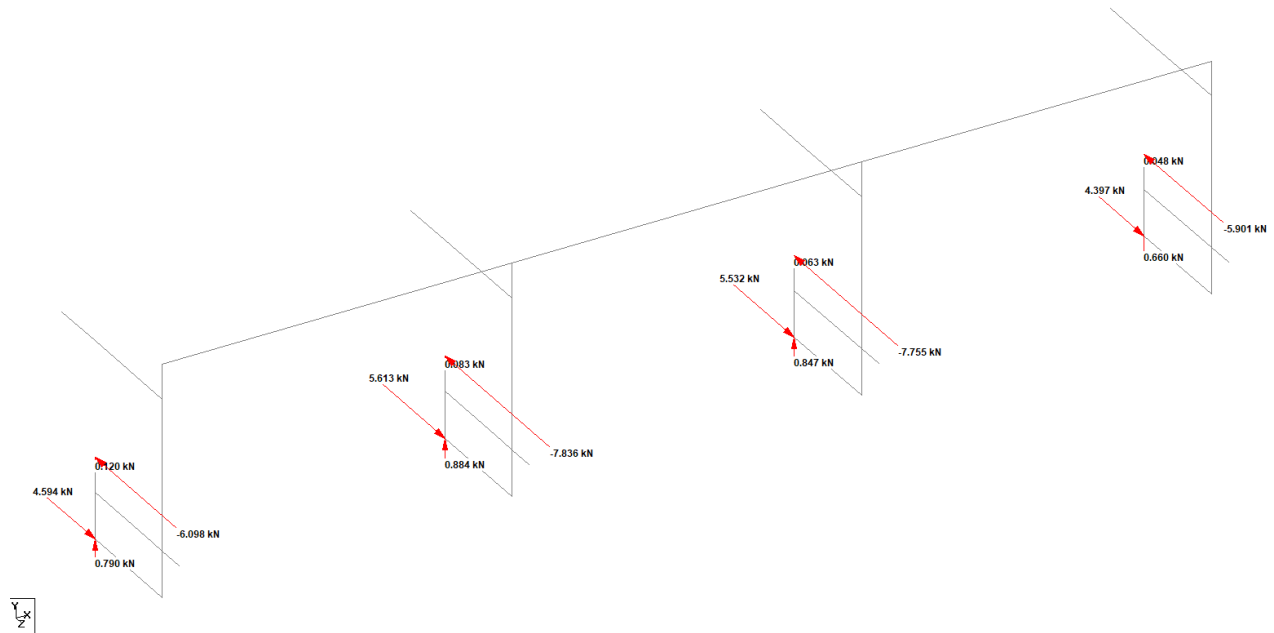 0.048 kN
4.397 kN
-5.901 kN
0.660 kN
0.063 kN
5.532 kN
-7.755 kN
0.847 kN
0.083 kN
5.613 kN
-7.836 kN
0.884 kN
0.120 kN
4.594 kN
-6.098 kN
0.790 kN
Y
X
Z